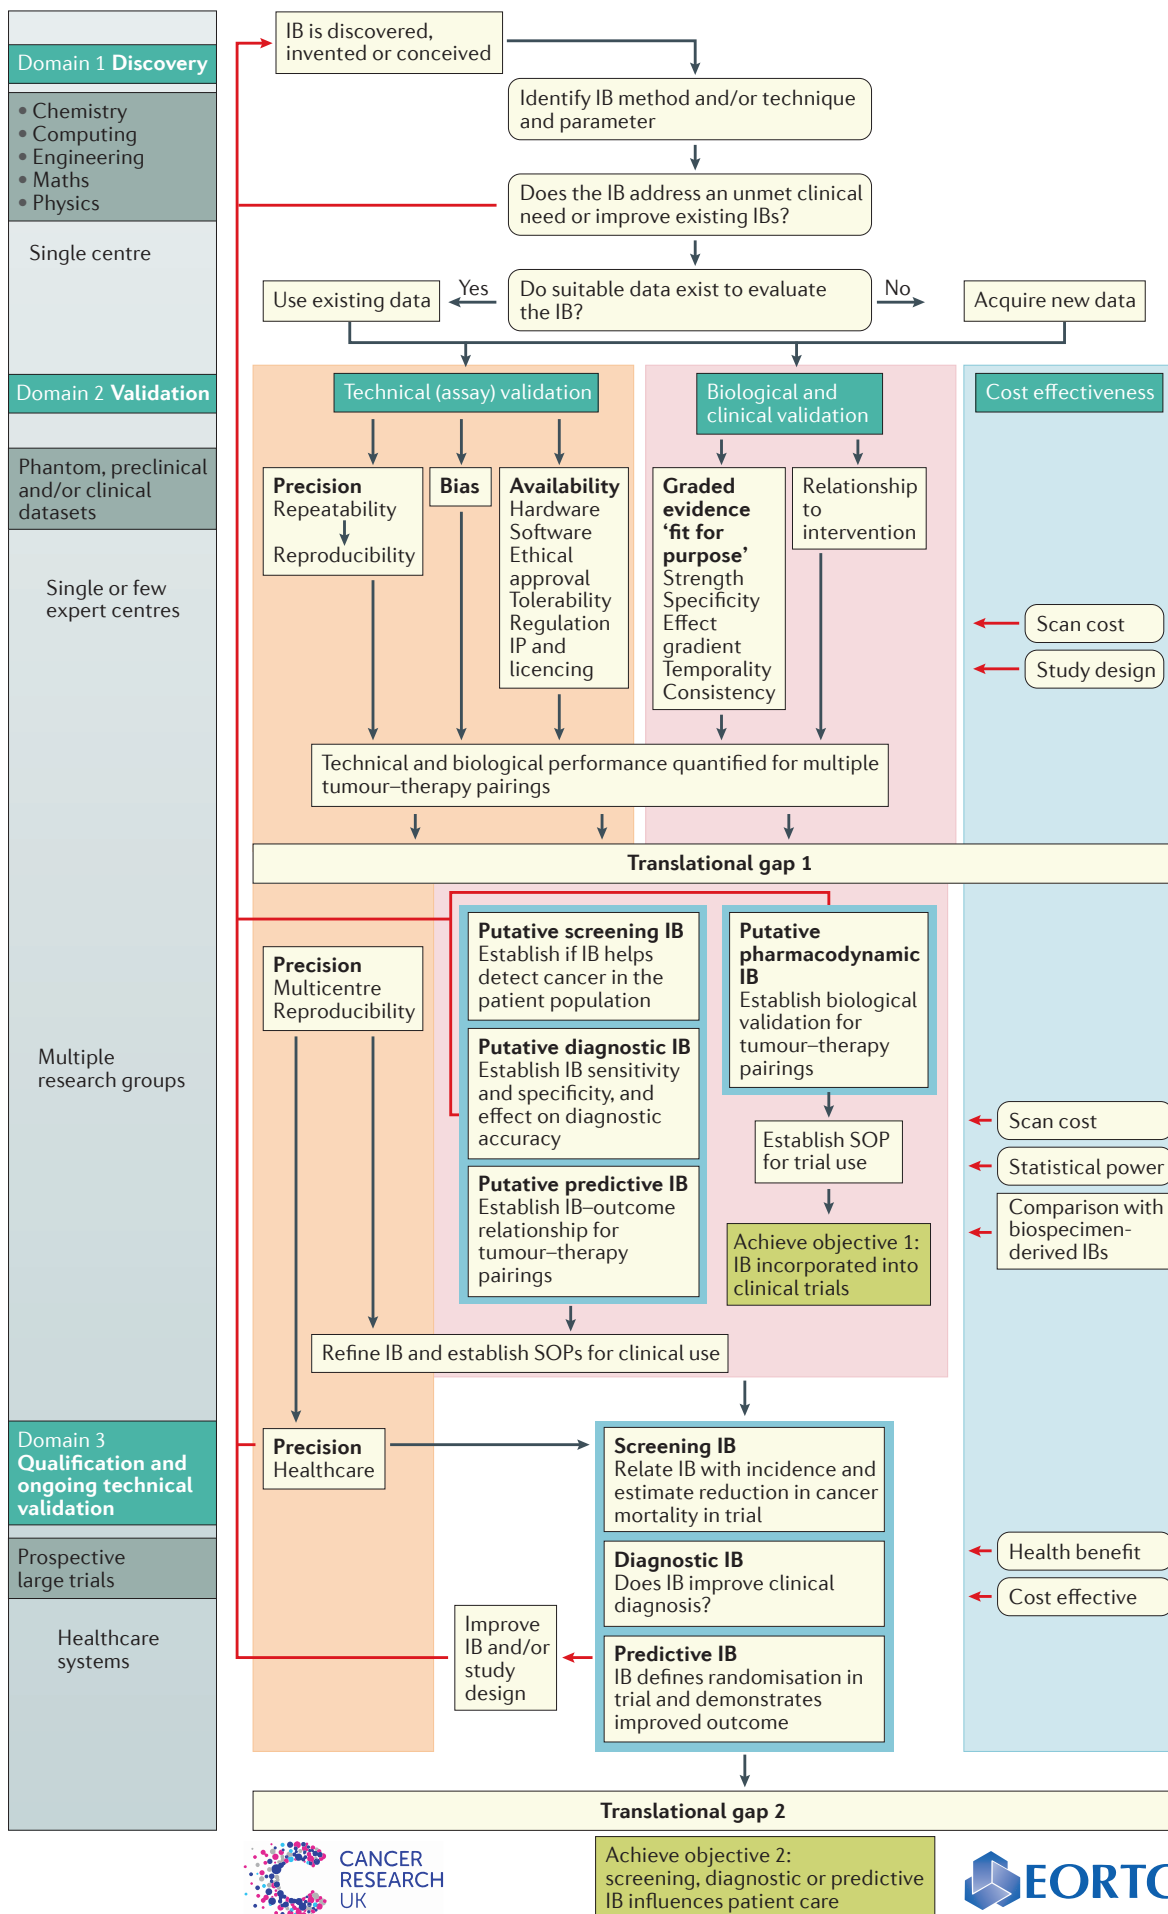 IB is discovered,
invented or conceived
Domain 1 Discovery
• Chemistry
• Computing
• Engineering
• Maths
• Physics
Single centre
Identify IB method and/or technique
and parameter
Does the IB address an unmet clinical
need or improve existing IBs?
Do suitable data exist to evaluate
the IB?
Yes
No
Use existing data
Acquire new data
Domain 2 Validation
Phantom, preclinical
and/or clinical
datasets
Single or few
expert centres
Technical (assay) validation
Biological and
clinical validation
Cost effectiveness
Precision
Repeatability
Reproducibility
Bias
Availability
Hardware
Software
Ethical
approval
Tolerability
Regulation
IP and
licencing
Graded
evidence
‘fit for
purpose’
Strength
Specificity
Effect
gradient
Temporality
Consistency
Relationship
to
intervention
Scan cost
Study design
Technical and biological performance quantified for multiple
tumour–therapy pairings
Translational gap 1
Multiple
research groups
Precision
Multicentre
Reproducibility
Putative screening IB
Establish if IB helps
detect cancer in the
patient population
Putative diagnostic IB
Establish IB sensitivity
and specificity, and
effect on diagnostic
accuracy
Putative predictive IB
Establish IB–outcome
relationship for
tumour–therapy
pairings
Putative
pharmacodynamic
IB
Establish biological
validation for
tumour–therapy
pairings
Establish SOP
for trial use
Achieve objective 1:
IB incorporated into
clinical trials
Scan cost
Statistical power
Comparison with
biospecimen-
derived IBs
Refine IB and establish SOPs for clinical use
Domain 3
Qualification and
ongoing technical
validation
Prospective
large trials
Healthcare
systems
Precision
Healthcare
Screening IB
Relate IB with incidence and
estimate reduction in cancer
mortality in trial
Diagnostic IB
Does IB improve clinical
diagnosis?
Predictive IB
IB defines randomisation in
trial and demonstrates
improved outcome
Improve
IB and/or
study
design
Health benefit
Cost effective
Translational gap 2
CANCER
RESEARCH
UK
Achieve objective 2:
screening, diagnostic or predictive
IB influences patient care
EORTC